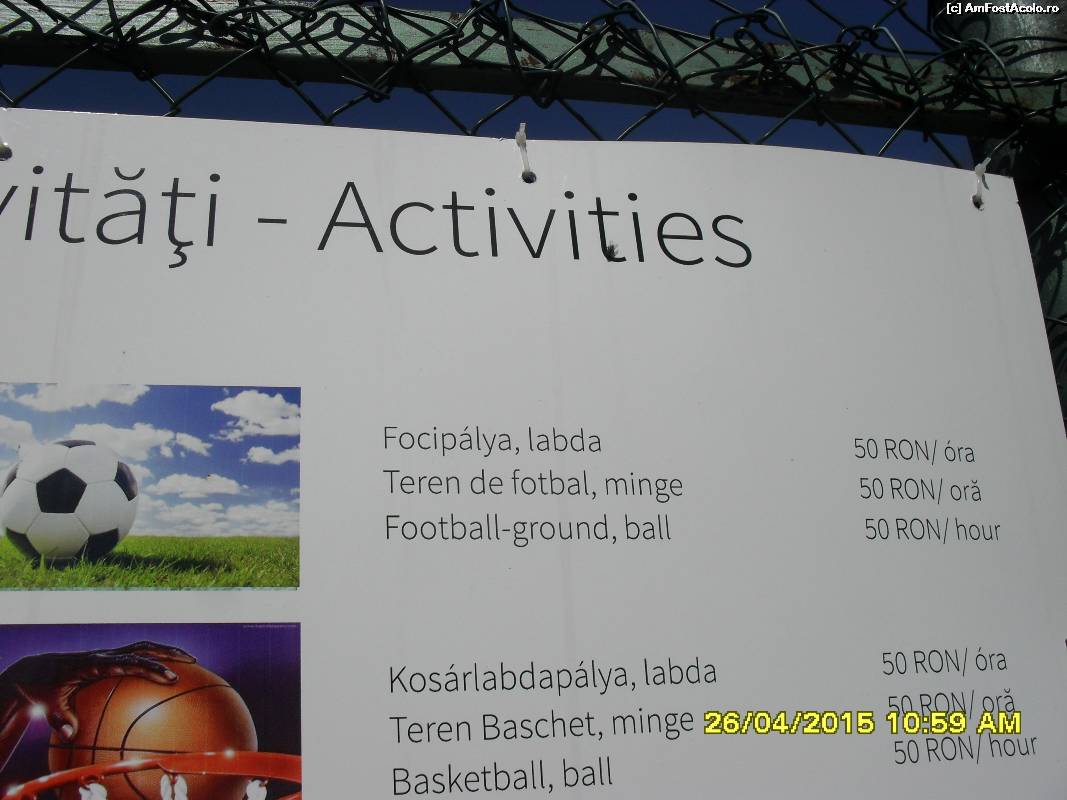 [c] AmFostAcolo.ro
vităţi - Activities
Focipálya, labda 50 RON/ óra
Teren de fotbal, minge 50 RON/ oră
Football-ground, ball 50 RON/ hour
Kosárlabdapálya, labda 50 RON/ óra
Teren Baschet, minge 50 RON/ oră
26/04/2015 10:59 AM
Basketball, ball 50 RON/ hour